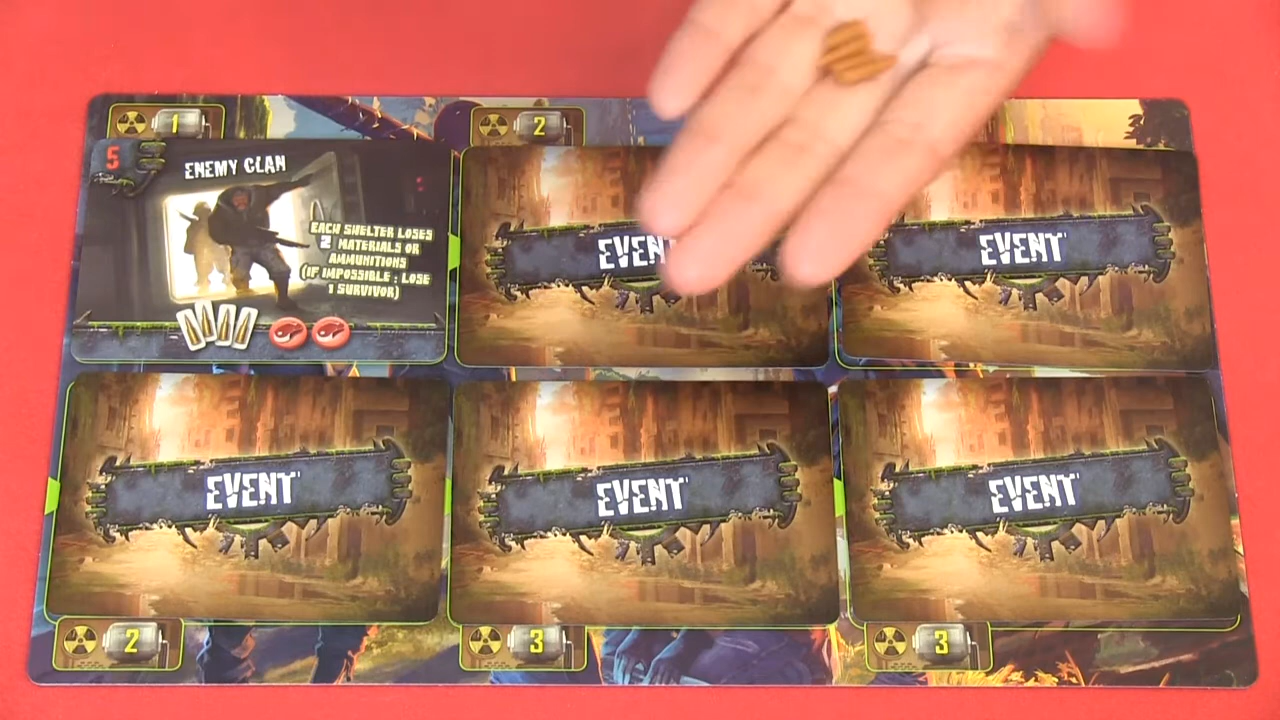 1
2
5
ENEMY CLAN
EACH SHELTER LOSES
2 MATERIALS OR
AMMUNITIONS
(IF IMPOSSIBLE : LOSE
1 SURVIVOR)
EVENT
EVENT
EVENT
EVENT
EVENT
2
3
3